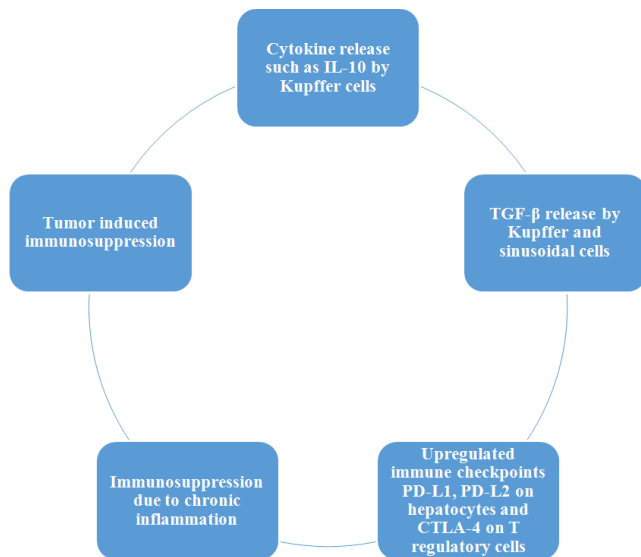 Cytokine release
such as IL-10 by
Kupffer cells
TGF-β release by
Kupffer and
sinusoidal cells
Upregulated
immune checkpoints
PD-L1, PD-L2 on
hepatocytes and
CTLA-4 on T
regulatory cells
Immunosuppression
due to chronic
inflammation
Tumor induced
immunosuppression